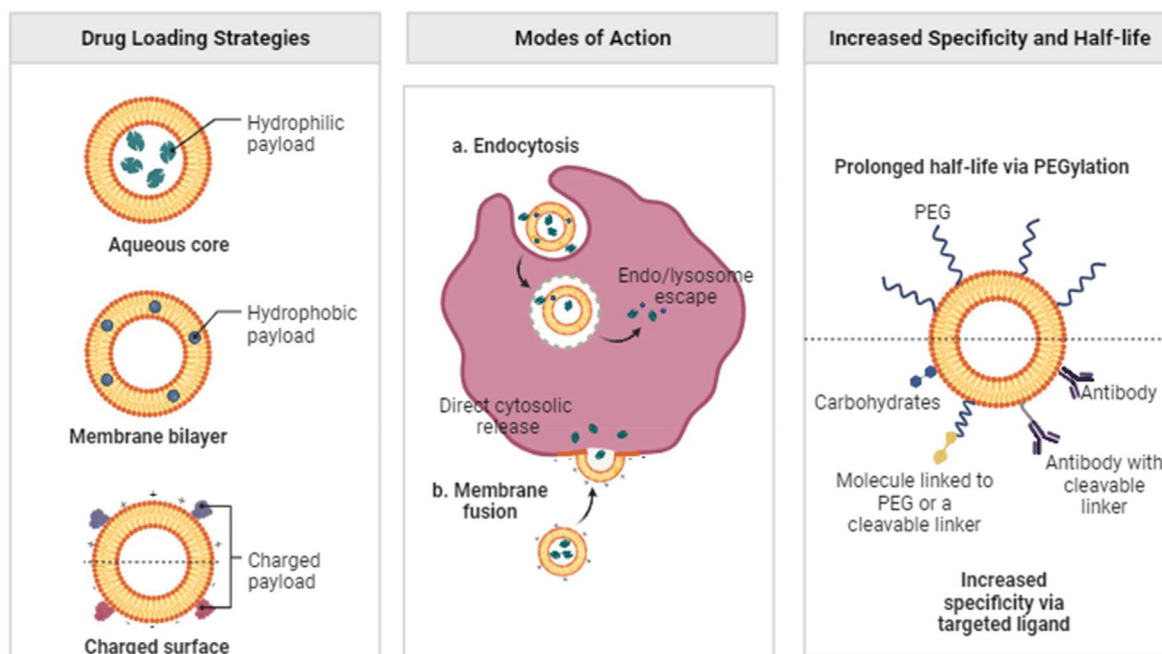 Drug Loading Strategies
Hydrophilic
payload
Aqueous core
Hydrophobic
payload
Membrane bilayer
Charged
payload
Charged surface
Modes of Action
a. Endocytosis
Endo/lysosome
escape
Direct cytosolic
release
b. Membrane
fusion
Increased Specificity and Half-life
Prolonged half-life via PEGylation
PEG
Carbohydrates
Antibody
Molecule linked to
PEG or a
cleavable linker
Antibody with
cleavable
linker
Increased
specificity via
targeted ligand